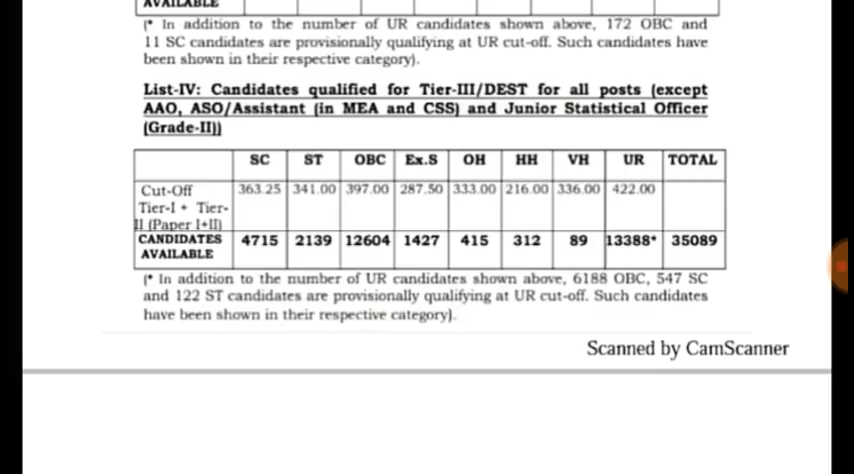 AVAILABLE
(* In addition to the number of UR candidates shown above, 172 OBC and
11 SC candidates are provisionally qualifying at UR cut-off. Such candidates have
been shown in their respective category).
List-IV: Candidates qualified for Tier-III/DEST for all posts (except
AAO, ASO/Assistant (in MEA and CSS) and Junior Statistical Officer
(Grade-II))
SC ST OBC Ex.S OH HH VH UR TOTAL
Cut-Off 363.25 341.00 397.00 287.50 333.00 216.00 336.00 422.00
Tier-I + Tier-
II (Paper I+II)
CANDIDATES 4715 2139 12604 1427 415 312 89 13388* 35089
AVAILABLE
(* In addition to the number of UR candidates shown above, 6188 OBC, 547 SC
and 122 ST candidates are provisionally qualifying at UR cut-off. Such candidates
have been shown in their respective category).
Scanned by CamScanner